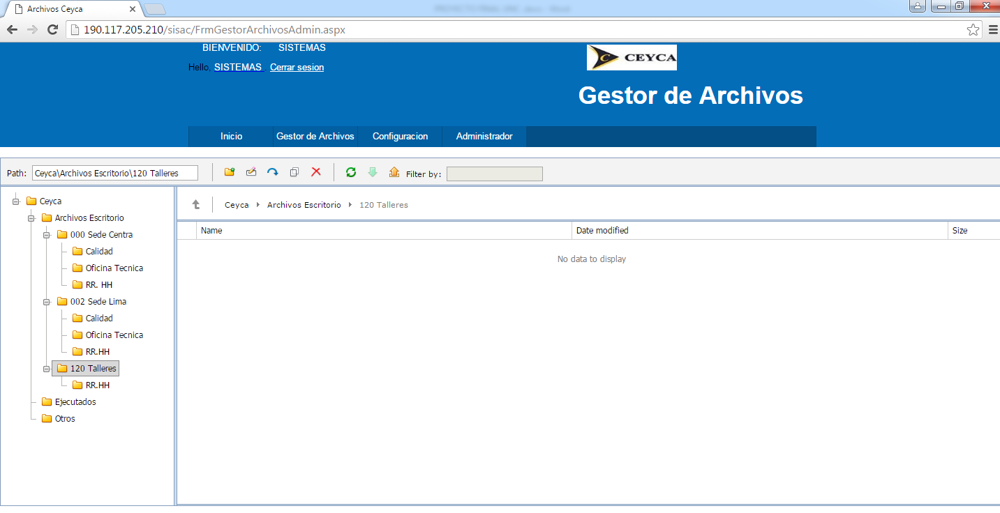 Archivos Ceyca
190.117.205.210/sisac/FrmGestorArchivosAdmin.aspx
BIENVENIDO: SISTEMAS
Hello, SISTEMAS . Cerrar sesion
C CEYCA
Gestor de Archivos
Inicio Gestor de Archivos Configuracion Administrador
Path: Ceyca\Archivos Escritorio\120 Talleres Filter by:
Ceyca
Archivos Escritorio
000 Sede Centra
Calidad
Oficina Tecnica
RR. HH
002 Sede Lima
Calidad
Oficina Tecnica
RR.HH
120 Talleres
RR.HH
Ejecutados
Otros
Ceyca Archivos Escritorio 120 Talleres
Name Date modified Size
No data to display